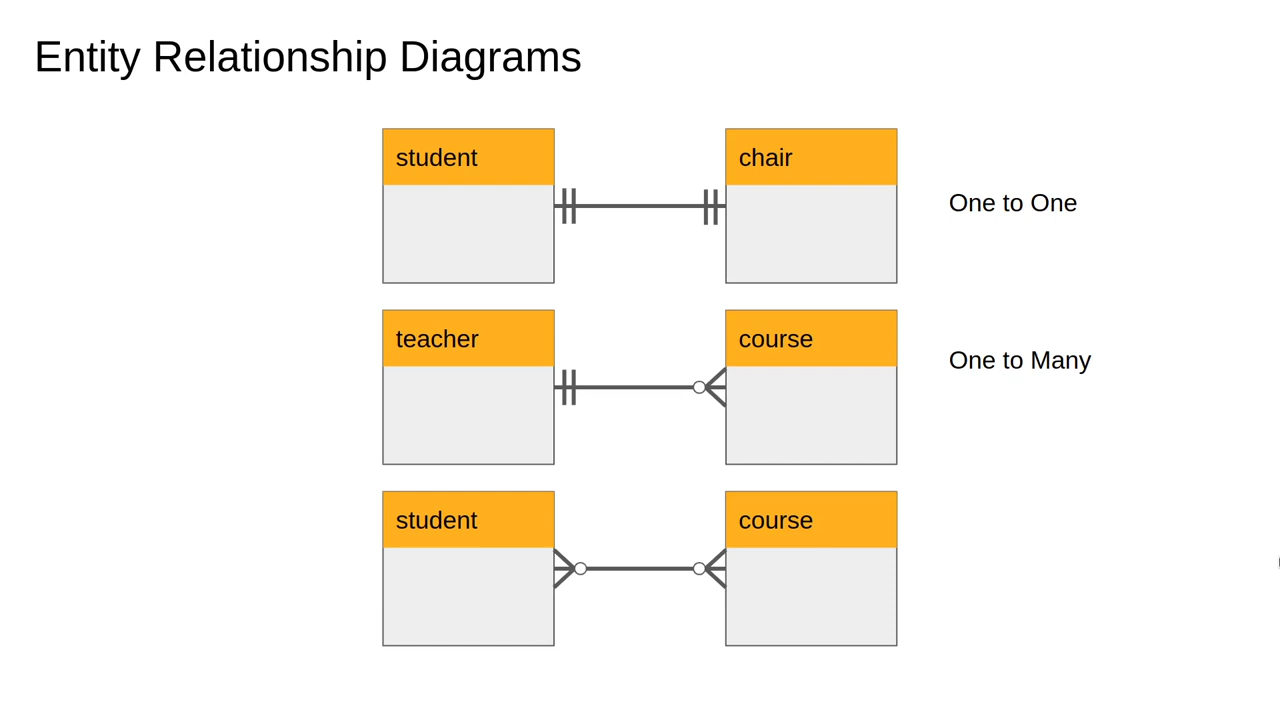 Entity Relationship Diagrams
student
chair
One to One
teacher
course
One to Many
student
course